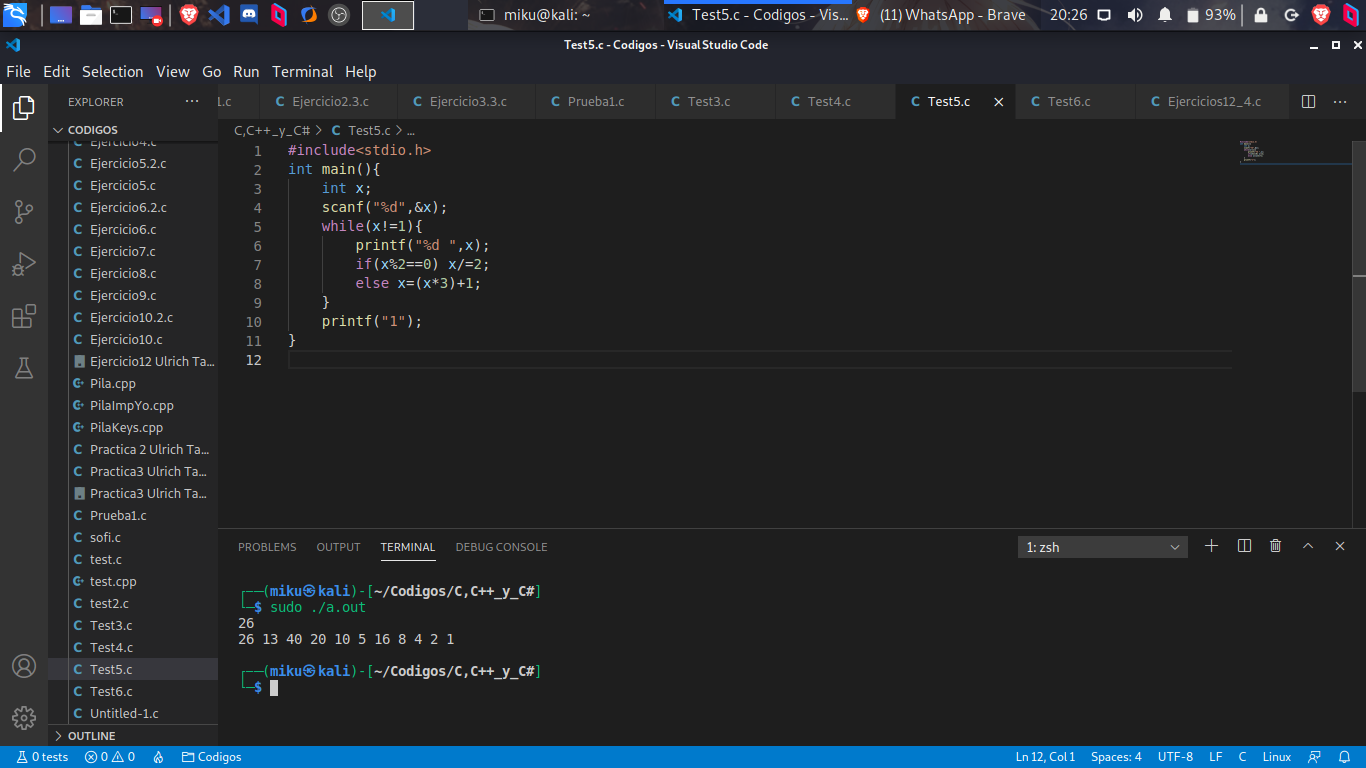 miku@kali: ~
Test5.c - Codigos - Vis...
(11) WhatsApp - Brave
20:26
93%
Test5.c - Codigos - Visual Studio Code
File Edit Selection View Go Run Terminal Help
EXPLORER
1.c
Ejercicio2.3.c
Ejercicio3.3.c
Prueba1.c
Test3.c
Test4.c
Test5.c
Test6.c
Ejercicios12_4.c
CODIGOS
Ejercicio4.c
Ejercicio5.2.c
Ejercicio5.c
Ejercicio6.2.c
Ejercicio6.c
Ejercicio7.c
Ejercicio8.c
Ejercicio9.c
Ejercicio10.2.c
Ejercicio10.c
Ejercicio12 Ulrich Ta...
Pila.cpp
PilaImpYo.cpp
PilaKeys.cpp
Practica 2 Ulrich Ta...
Practica3 Ulrich Ta...
Practica3 Ulrich Ta...
Prueba1.c
sofi.c
test.c
test.cpp
test2.c
Test3.c
Test4.c
Test5.c
Test6.c
Untitled-1.c
OUTLINE
C,C++_y_C# > C Test5.c > ...
1 #include<stdio.h>
2 int main(){
3 int x;
4 scanf("%d",&x);
5 while(x!=1){
6 printf("%d ",x);
7 if(x%2==0) x/=2;
8 else x=(x*3)+1;
9 }
10 printf("1");
11 }
12
PROBLEMS OUTPUT TERMINAL DEBUG CONSOLE
1: zsh
┌──(miku㉿kali)-[~/Codigos/C,C++_y_C#]
└─$ sudo ./a.out
26
26 13 40 20 10 5 16 8 4 2 1
┌──(miku㉿kali)-[~/Codigos/C,C++_y_C#]
└─$
0 tests 0 0 Codigos
Ln 12, Col 1 Spaces: 4 UTF-8 LF C Linux